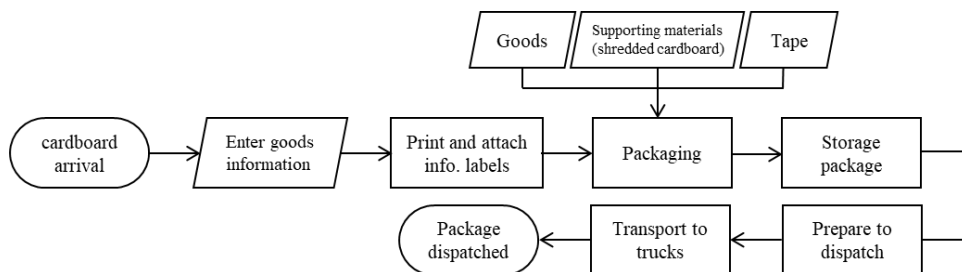 Goods
Supporting materials
(shredded cardboard)
Tape
cardboard
arrival
Enter goods
information
Print and attach
info. labels
Packaging
Storage
package
Package
dispatched
Transport to
trucks
Prepare to
dispatch